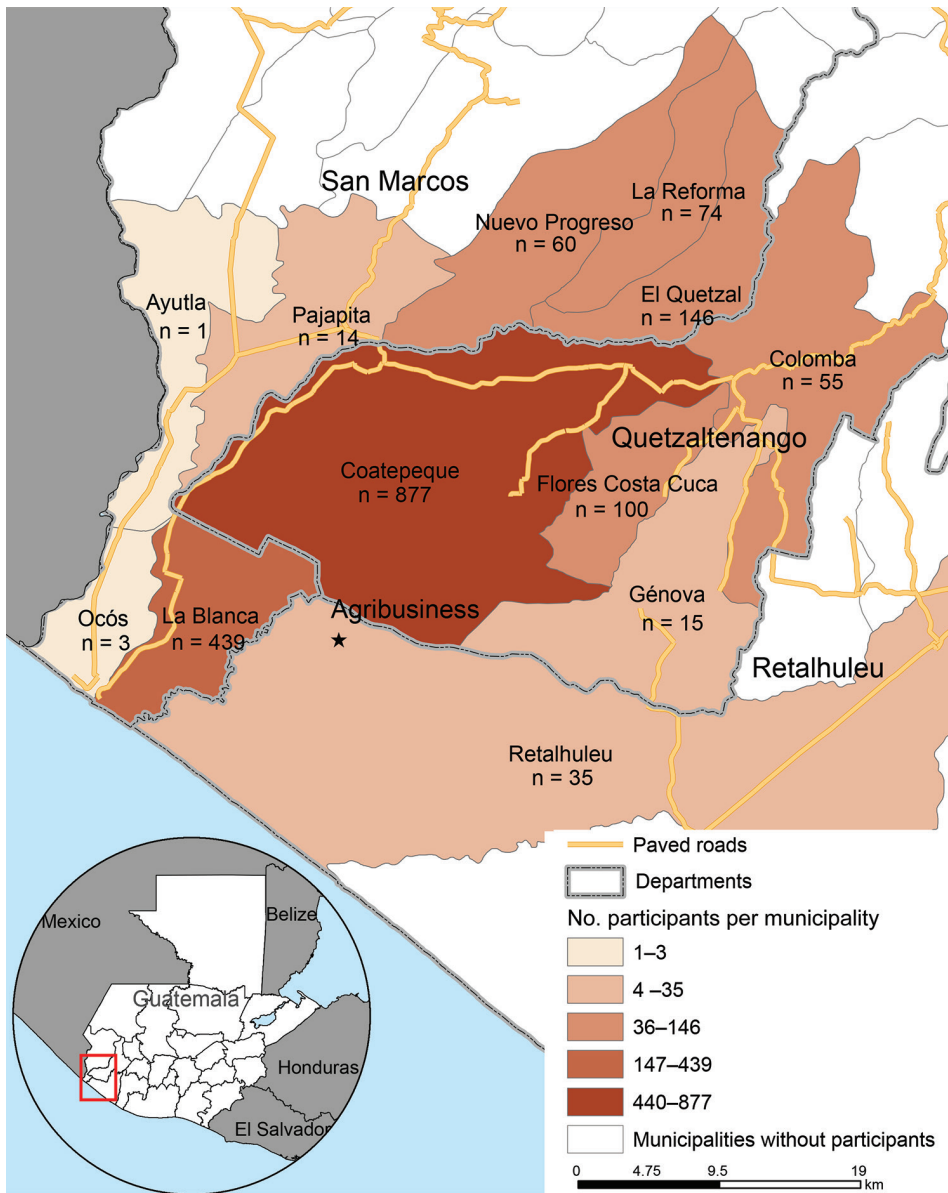 San Marcos
La Reforma
n = 74
Nuevo Progreso
n = 60
Ayutla
n = 1
Pajapita
n = 14
El Quetzal
n = 146
Colomba
n = 55
Quetzaltenango
Coatepeque
n = 877
Flores Costa Cuca
n = 100
Génova
n = 15
Agribusiness
Ocós
n = 3
La Blanca
n = 439
Retalhuleu
Retalhuleu
n = 35
Mexico
Belize
Guatemala
Honduras
El Salvador
Paved roads
Departments
No. participants per municipality
1–3
4 –35
36–146
147–439
440–877
Municipalities without participants
0 4.75 9.5 19
km